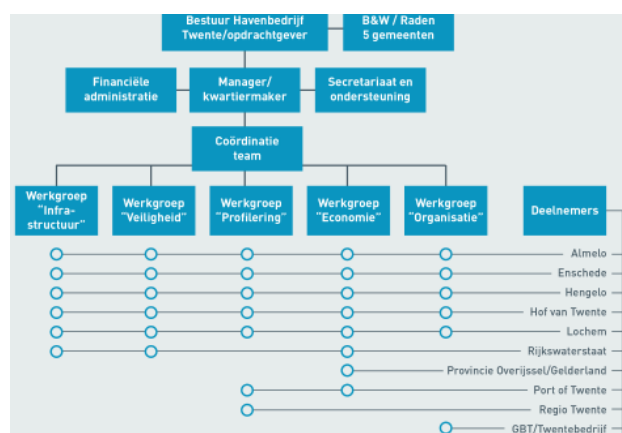 Bestuur Havenbedrijf
Twente/opdrachtgever
B&W / Raden
5 gemeenten
Financiële
administratie
Manager/
kwartiermaker
Secretariaat en
ondersteuning
Coördinatie
team
Werkgroep
"Infra-
structuur"
Werkgroep
"Veiligheid"
Werkgroep
"Profilering"
Werkgroep
"Economie"
Werkgroep
"Organisatie"
Deelnemers
Almelo
Enschede
Hengelo
Hof van Twente
Lochem
Rijkswaterstaat
Provincie Overijssel/Gelderland
Port of Twente
Regio Twente
GBT/Twentebedrijf